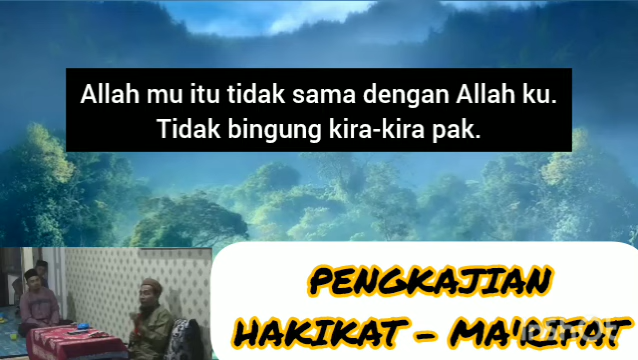 Allah mu itu tidak sama dengan Allah ku.
Tidak bingung kira-kira pak.
PENGKAJIAN
HAKIKAT - MA'RIFAT